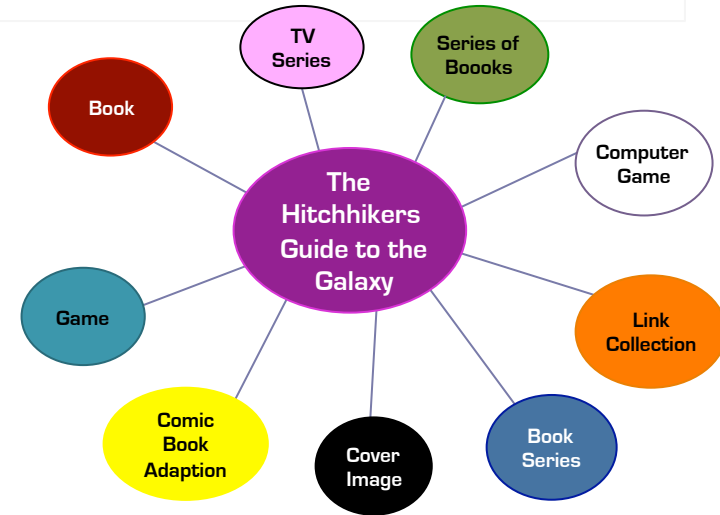 TV
Series
Series of
Boooks
Book
Computer
Game
The
Hitchhikers
Guide to the
Galaxy
Game
Link
Collection
Comic
Book
Adaption
Cover
Image
Book
Series